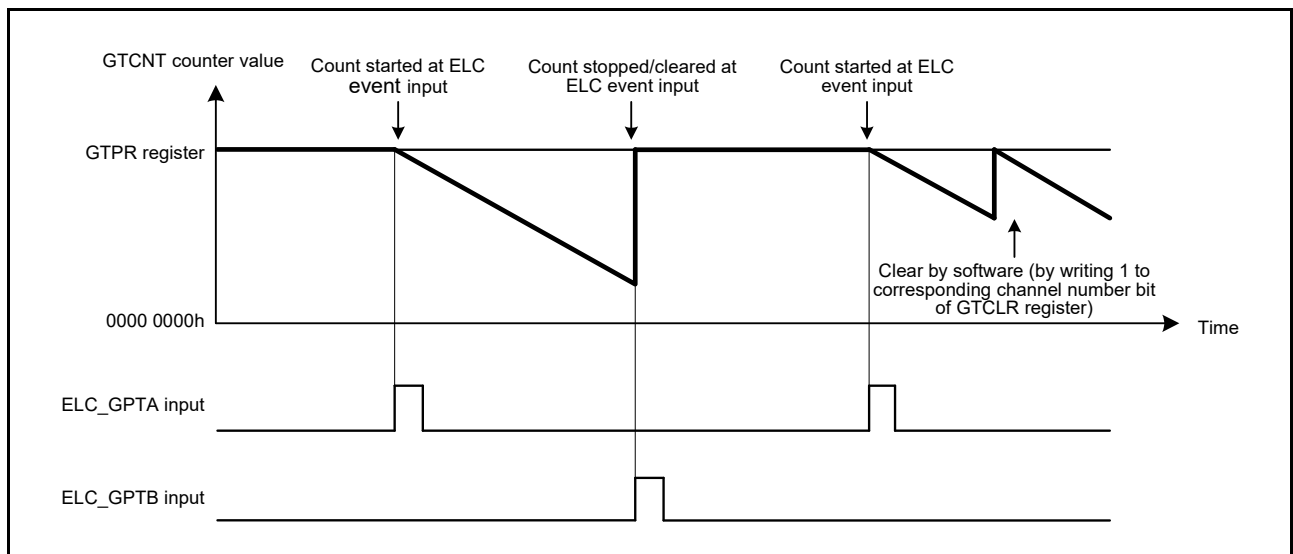 GTCNT counter value
Count started at ELC
event input
Count stopped/cleared at
ELC event input
Count started at ELC
event input
GTPR register
Clear by software (by writing 1 to
corresponding channel number bit
of GTCLR register)
0000 0000h
Time
ELC_GPTA input
ELC_GPTB input